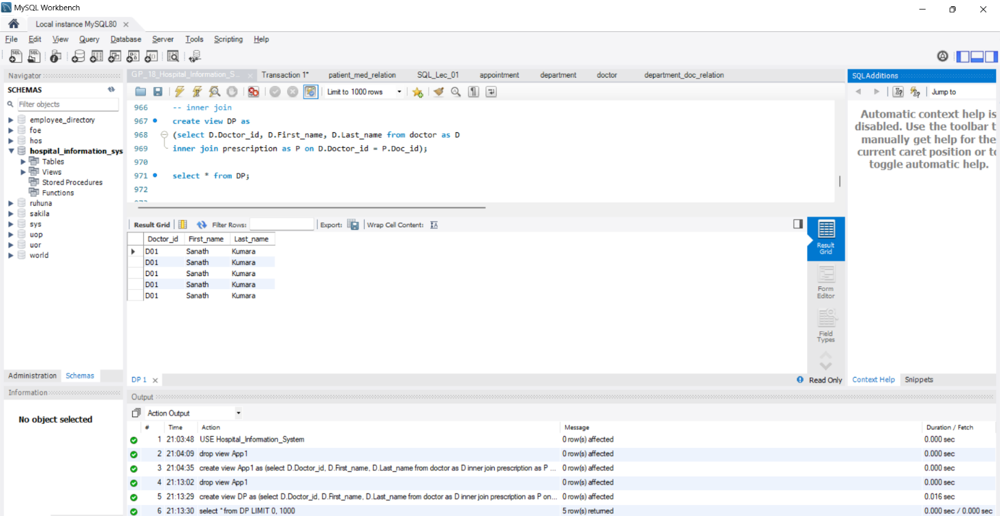 MySQL Workbench
Local instance MySQL80
File Edit View Query Database Server Tools Scripting Help
Navigator
SCHEMAS
Filter objects
employee_directory
foe
hos
hospital_information_sys
Tables
Views
Stored Procedures
Functions
ruhuna
sakila
sys
uop
uor
world
Administration Schemas
Information
No object selected
GP_18_Hospital_Information_S... Transaction 1* patient_med_relation SQL_Lec_01 appointment department doctor department_doc_relation
Limit to 1000 rows
966 -- inner join
967 create view DP as
968 (select D.Doctor_id, D.First_name, D.Last_name from doctor as D
969 inner join prescription as P on D.Doctor_id = P.Doc_id);
970
971 select * from DP;
972
Result Grid Filter Rows: Export: Wrap Cell Content:
Doctor_id First_name Last_name
D01 Sanath Kumara
D01 Sanath Kumara
D01 Sanath Kumara
D01 Sanath Kumara
D01 Sanath Kumara
Result
Grid
Form
Editor
Field
Types
DP 1
Read Only
SQLAdditions
Jump to
Automatic context help is
disabled. Use the toolbar t
manually get help for the
current caret position or to
toggle automatic help.
Context Help Snippets
Output
Action Output
# Time Action Message Duration / Fetch
1 21:03:48 USE Hospital_Information_System 0 row(s) affected 0.000 sec
2 21:04:09 drop view App1 0 row(s) affected 0.000 sec
3 21:04:35 create view App1 as (select D.Doctor_id, D.First_name, D.Last_name from doctor as D inner join prescription as P ... 0 row(s) affected 0.000 sec
4 21:13:02 drop view App1 0 row(s) affected 0.000 sec
5 21:13:29 create view DP as (select D.Doctor_id, D.First_name, D.Last_name from doctor as D inner join prescription as P on... 0 row(s) affected 0.016 sec
6 21:13:30 select * from DP LIMIT 0, 1000 5 row(s) returned 0.000 sec / 0.000 sec